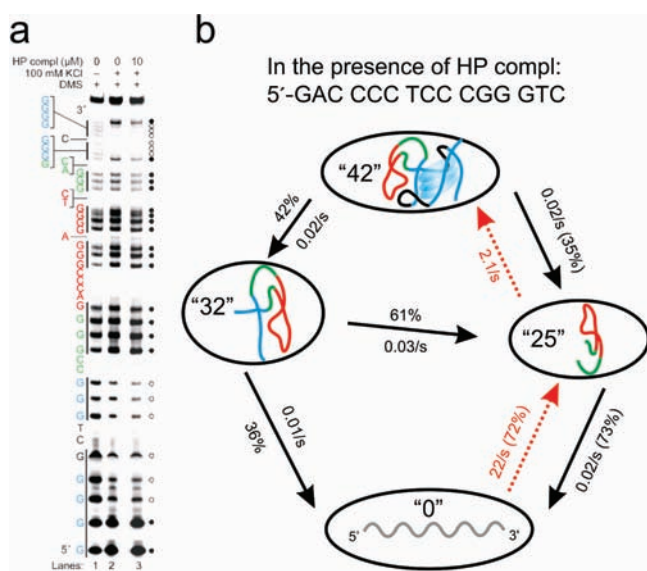 a
HP compl (µM) 0 0 10
100 mM KCl – + +
DMS + + +
3´
G
G
G
G
C
G
G
G
G
C
T
A
G
G
G
G
C
C
C
A
G
G
G
G
C
C
G
G
G
T
C
G
G
G
G
5´ G
Lanes: 1 2 3
b
In the presence of HP compl:
5´-GAC CCC TCC CGG GTC
"42"
42%
0.02/s
0.02/s (35%)
2.1/s
"32"
61%
0.03/s
"25"
0.01/s
36%
22/s (72%)
0.02/s (73%)
"0"
5´ 3´